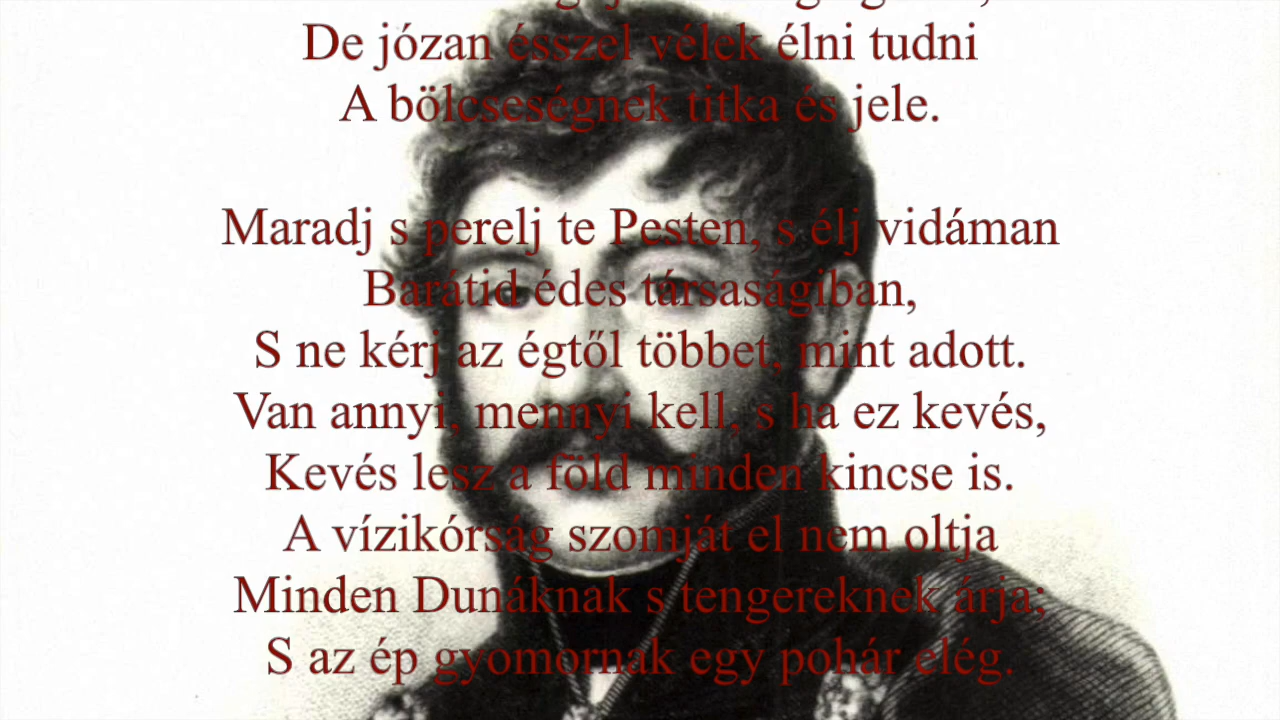 De józan ésszel vélek élni tudni
A bölcseségnek titka és jele.
Maradj s perelj te Pesten, s élj vidáman
Barátid édes társaságiban,
S ne kérj az égtől többet, mint adott.
Van annyi, mennyi kell, s ha ez kevés,
Kevés lesz a föld minden kincse is.
A vízikórság szomját el nem oltja
Minden Dunáknak s tengereknek árja;
S az ép gyomornak egy pohár elég.